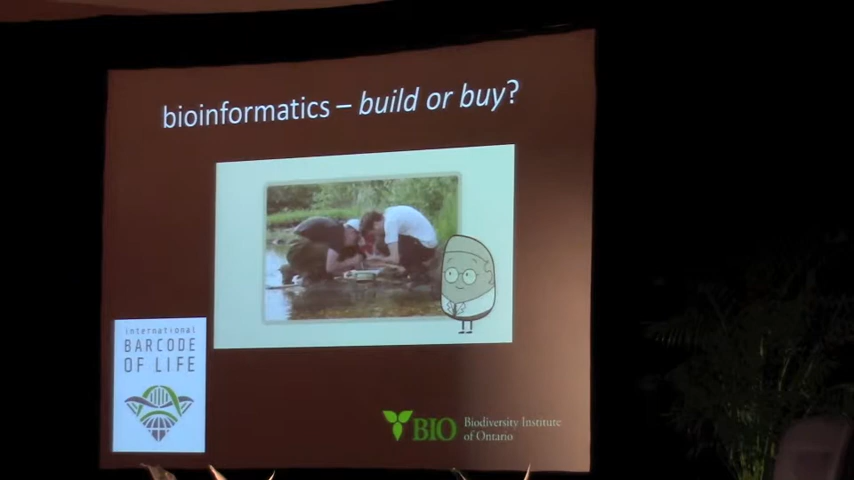 bioinformatics – build or buy?
international
BARCODE
OF LIFE
BIO
Biodiversity Institute
of Ontario